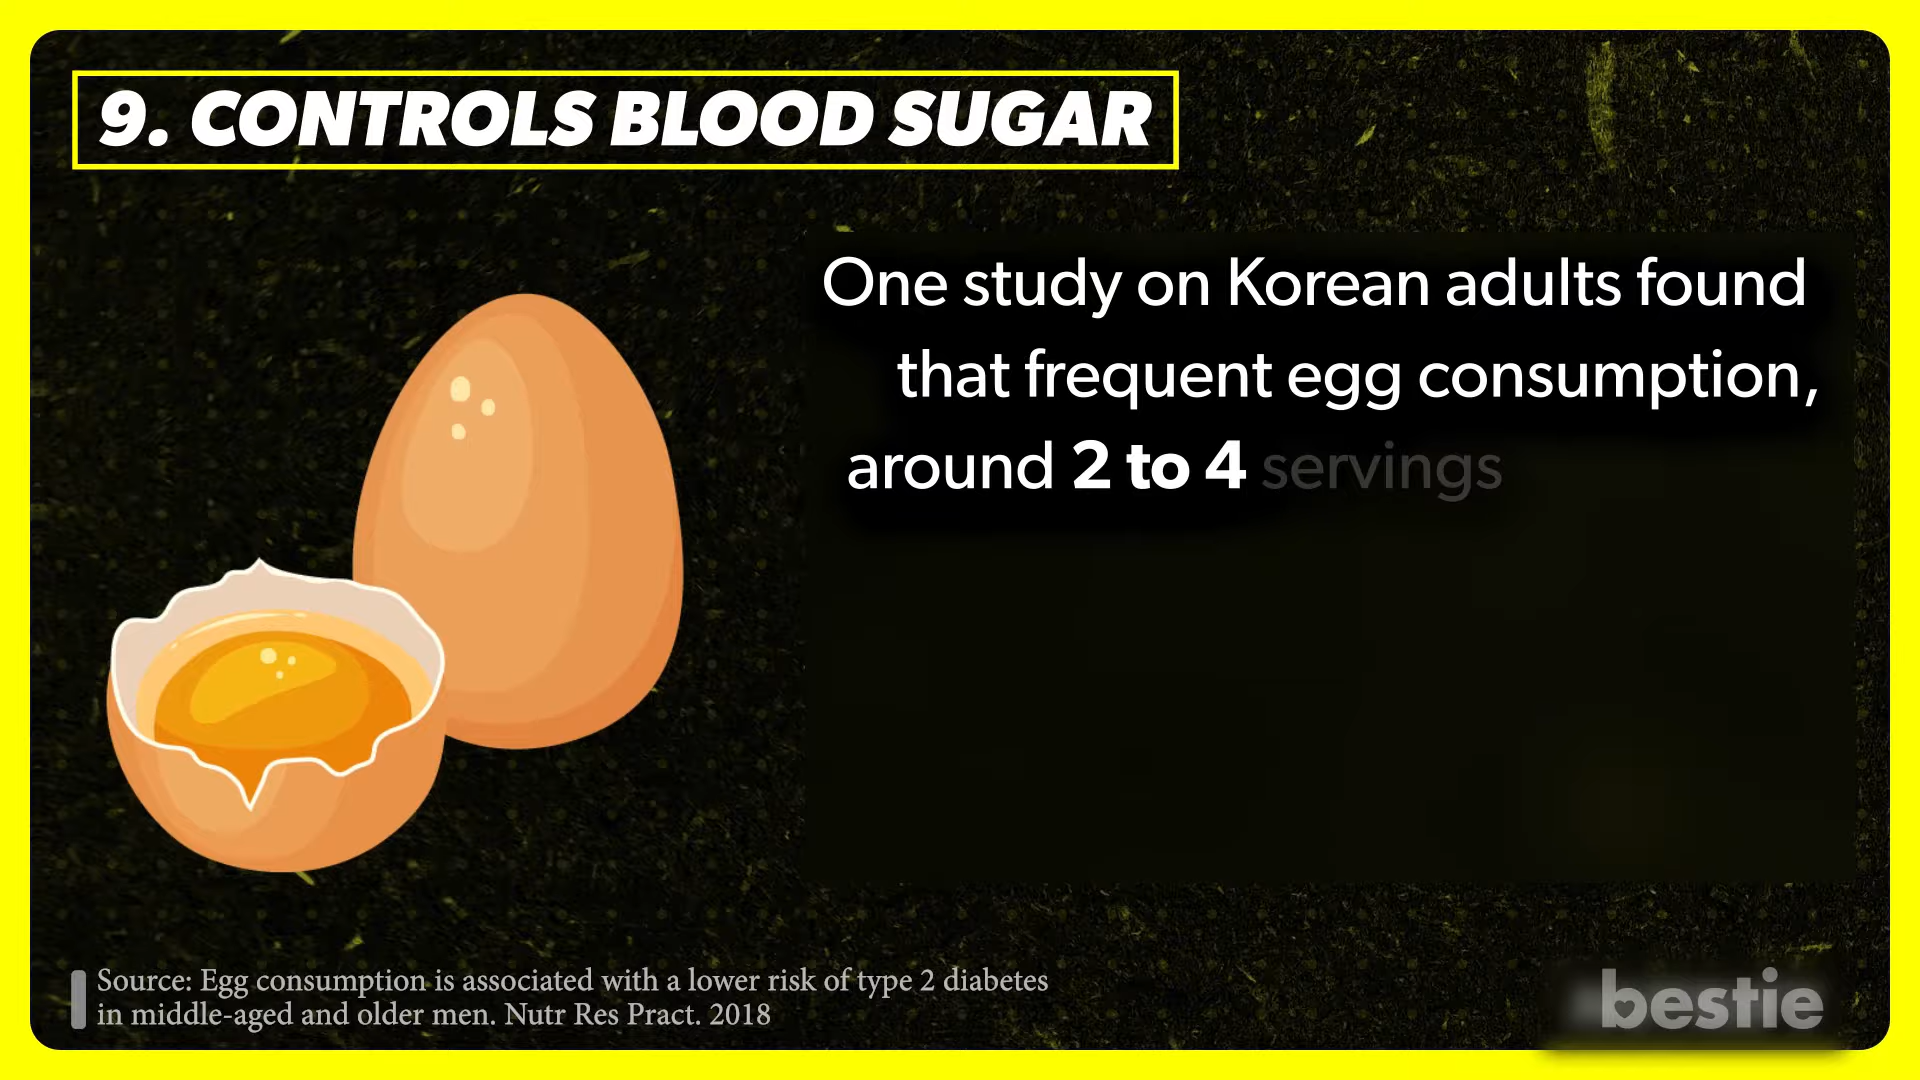 9. CONTROLS BLOOD SUGAR
One study on Korean adults found
that frequent egg consumption,
around 2 to 4 servings
Source: Egg consumption is associated with a lower risk of type 2 diabetes
in middle-aged and older men. Nutr Res Pract. 2018
bestie